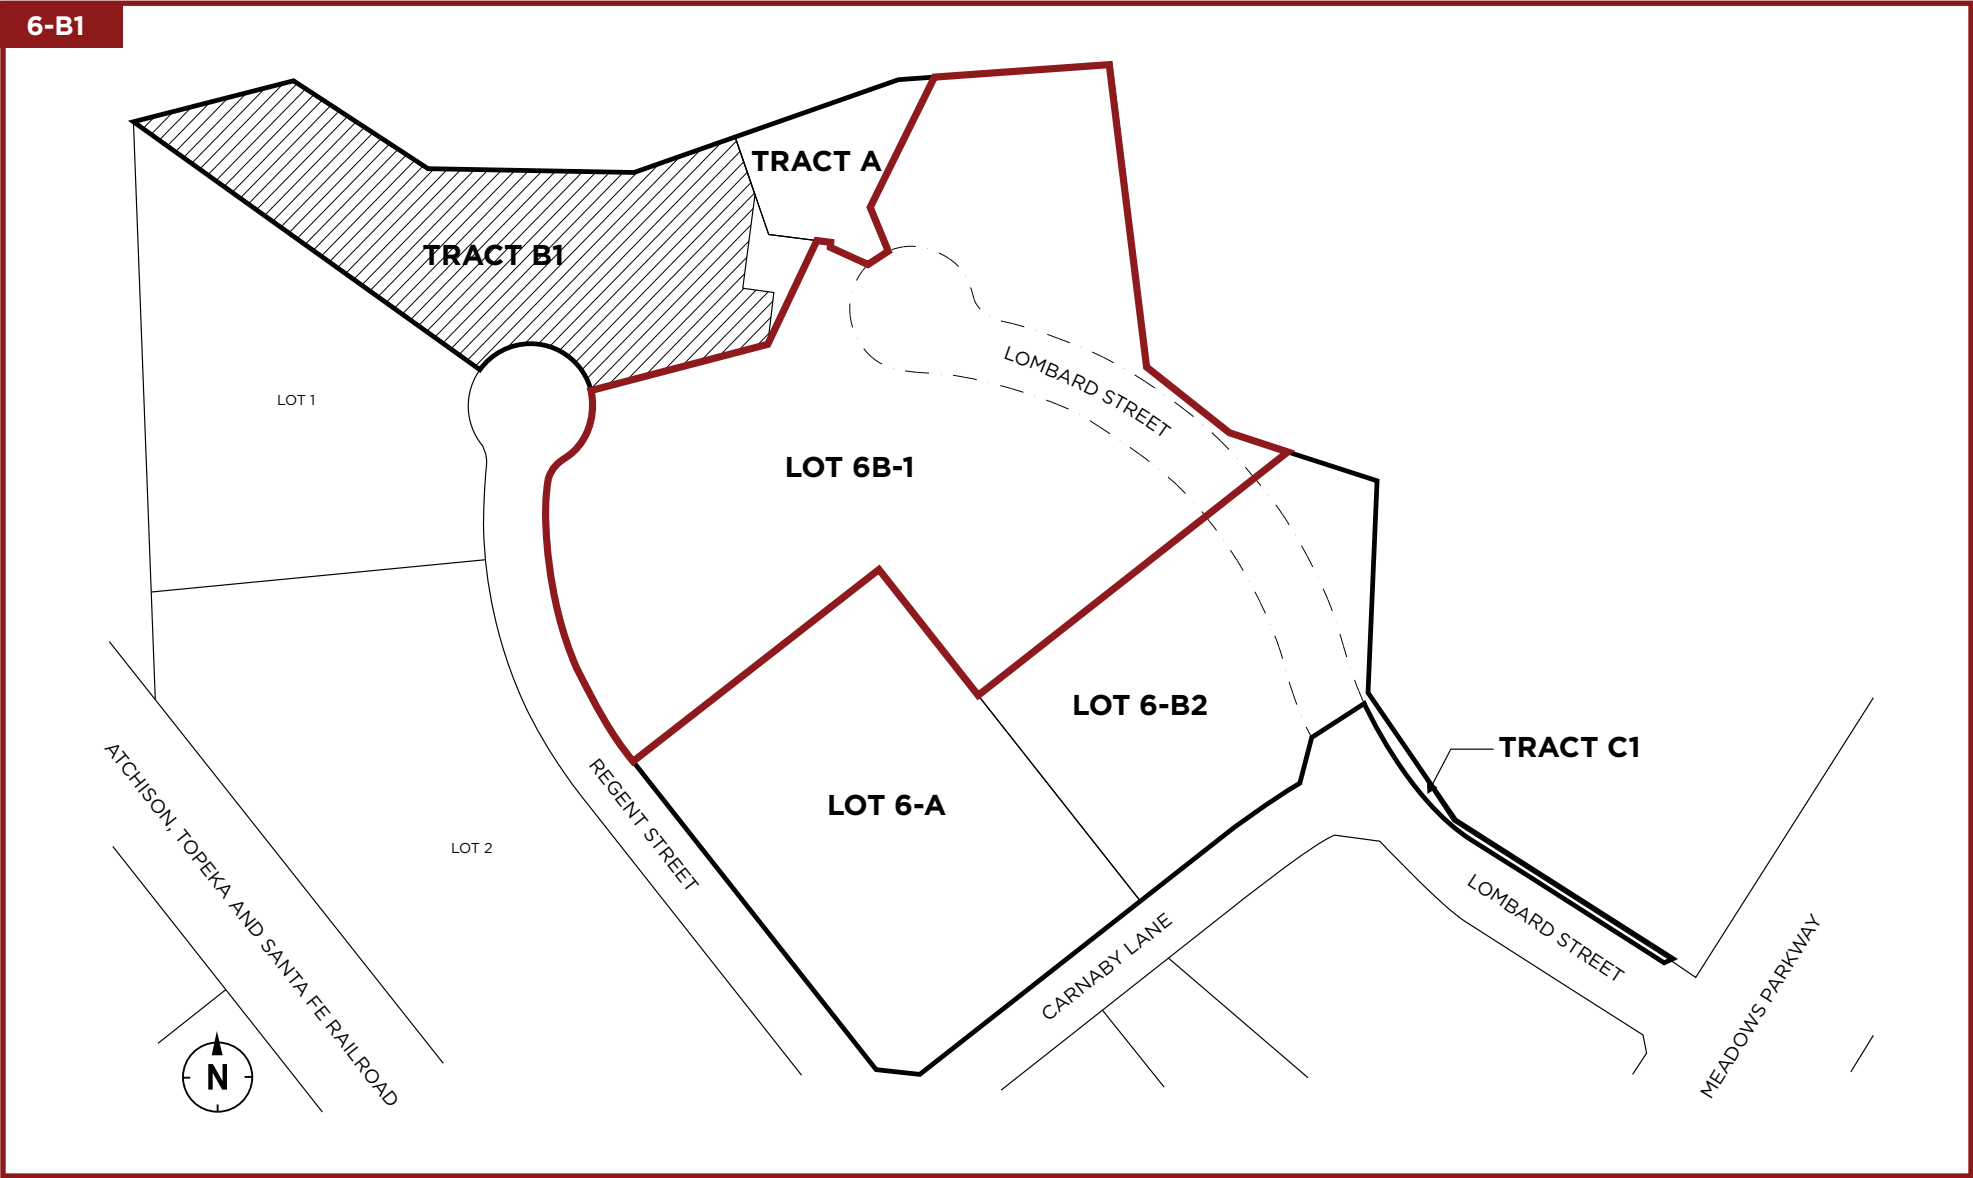 6-B1
TRACT A
TRACT B1
LOMBARD STREET
LOT 1
LOT 6B-1
LOT 6-B2
TRACT C1
ATCHISON, TOPEKA AND SANTA FE RAILROAD
REGENT STREET
LOT 6-A
LOT 2
LOMBARD STREET
CARNABY LANE
MEADOWS PARKWAY
N